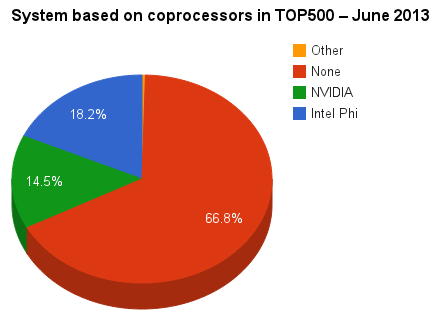 System based on coprocessors in TOP500 – June 2013
Other
None
NVIDIA
Intel Phi
18.2%
14.5%
66.8%